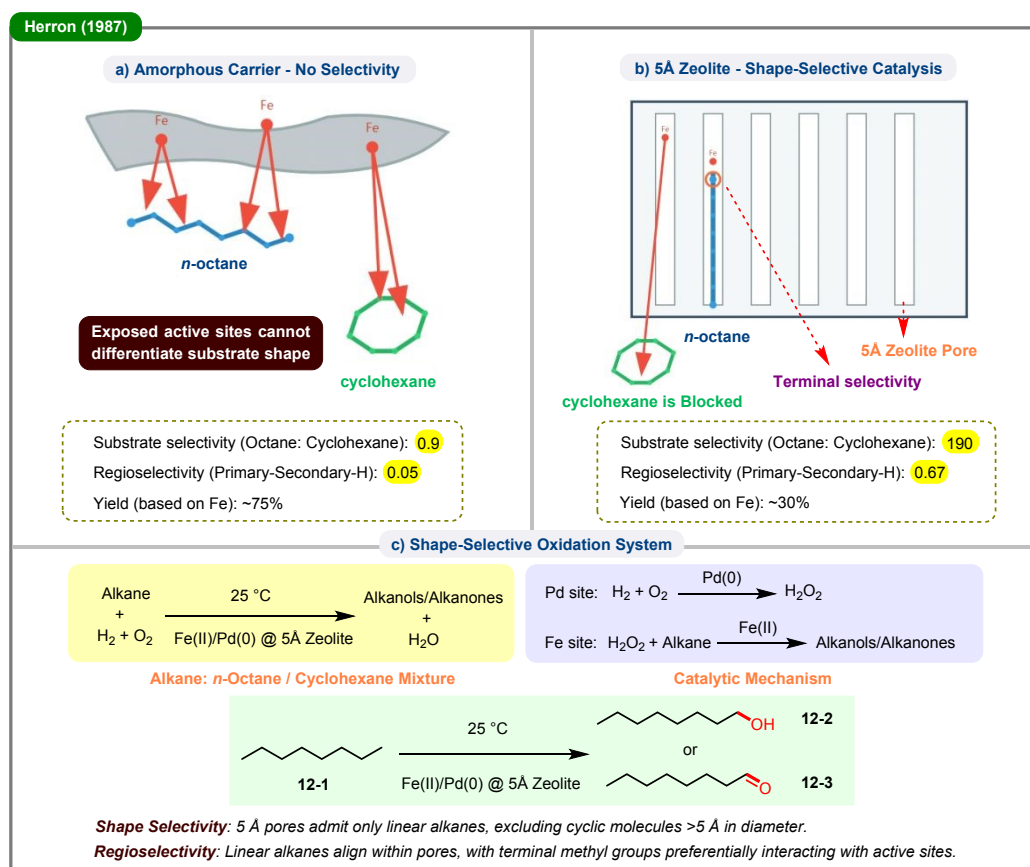 Herron (1987)
a) Amorphous Carrier - No Selectivity
Fe
Fe
Fe
n-octane
Exposed active sites cannot
differentiate substrate shape
cyclohexane
Substrate selectivity (Octane: Cyclohexane): 0.9
Regioselectivity (Primary-Secondary-H): 0.05
Yield (based on Fe): ~75%
b) 5Å Zeolite - Shape-Selective Catalysis
Fe
Fe
n-octane
5Å Zeolite Pore
Terminal selectivity
cyclohexane is Blocked
Substrate selectivity (Octane: Cyclohexane): 190
Regioselectivity (Primary-Secondary-H): 0.67
Yield (based on Fe): ~30%
c) Shape-Selective Oxidation System
Alkane
+
H₂ + O₂
25 °C
Fe(II)/Pd(0) @ 5Å Zeolite
Alkanols/Alkanones
+
H₂O
Alkane: n-Octane / Cyclohexane Mixture
Pd site: H₂ + O₂ Pd(0) H₂O₂
Fe site: H₂O₂ + Alkane Fe(II) Alkanols/Alkanones
Catalytic Mechanism
12-1
25 °C
Fe(II)/Pd(0) @ 5Å Zeolite
OH 12-2
or
O 12-3
Shape Selectivity: 5 Å pores admit only linear alkanes, excluding cyclic molecules >5 Å in diameter.
Regioselectivity: Linear alkanes align within pores, with terminal methyl groups preferentially interacting with active sites.